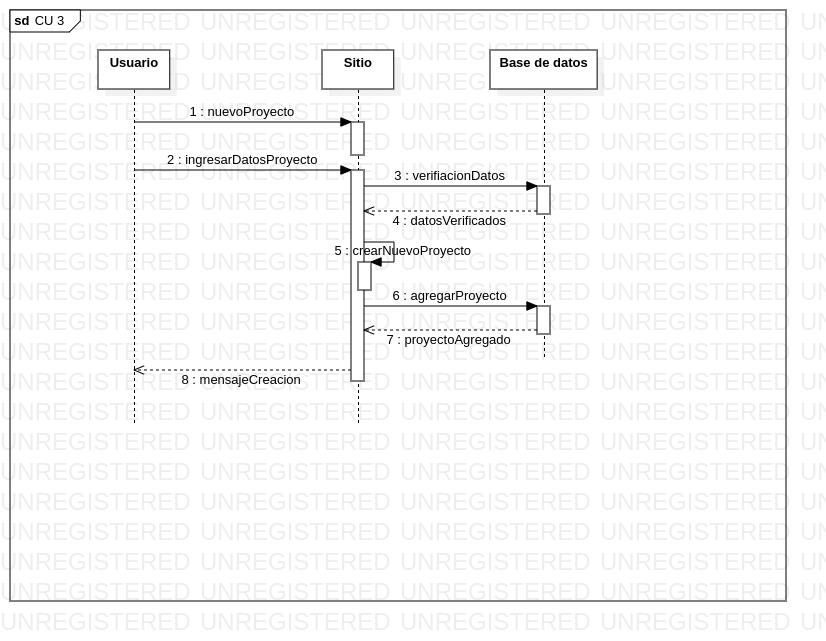 sd CU 3
Usuario
Sitio
Base de datos
1 : nuevoProyecto
2 : ingresarDatosProyecto
3 : verifiacionDatos
4 : datosVerificados
5 : crearNuevoProyecto
6 : agregarProyecto
7 : proyectoAgregado
8 : mensajeCreacion
UNREGISTERED UNREGISTERED UNREGISTERED UNREGISTERED UN